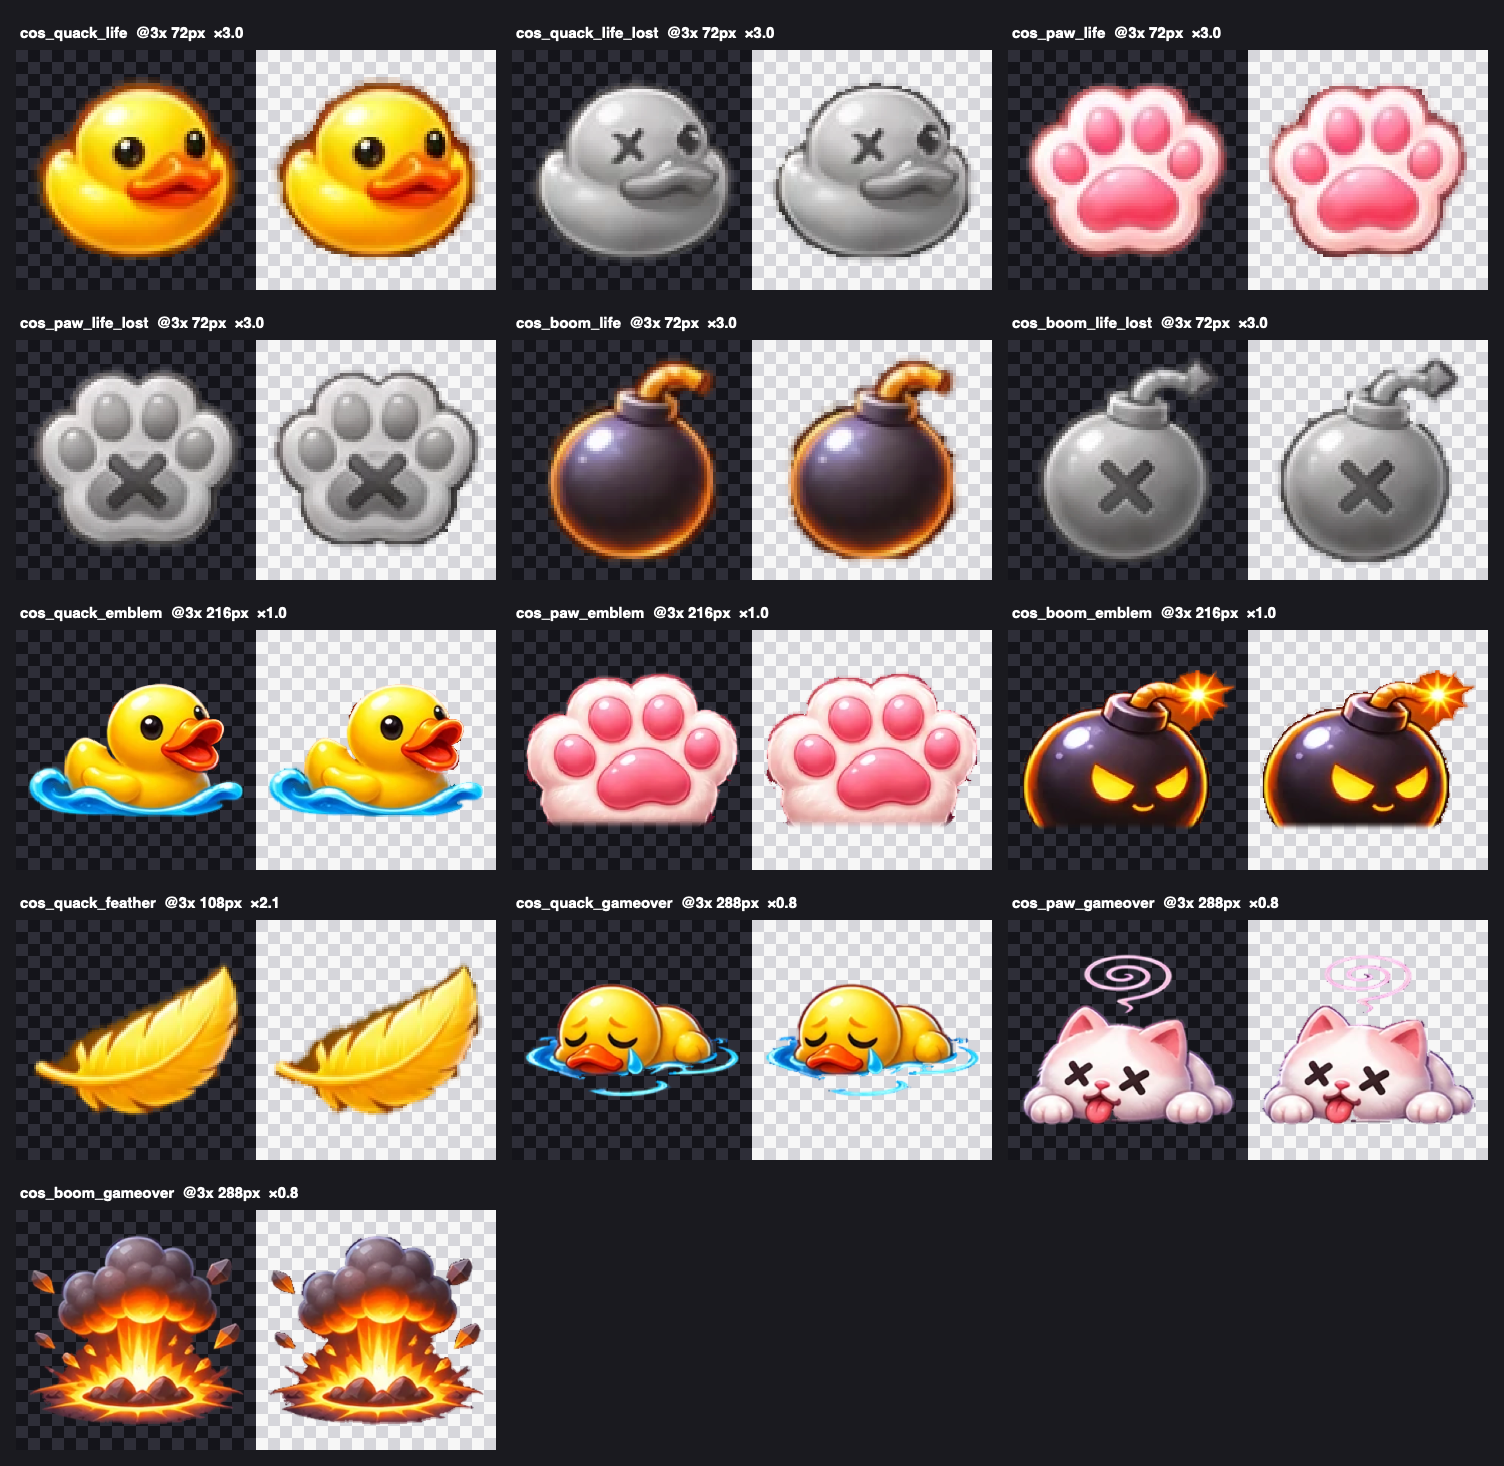 cos_quack_life @3x 72px ×3.0
cos_quack_life_lost @3x 72px ×3.0
cos_paw_life @3x 72px ×3.0
cos_paw_life_lost @3x 72px ×3.0
cos_boom_life @3x 72px ×3.0
cos_boom_life_lost @3x 72px ×3.0
cos_quack_emblem @3x 216px ×1.0
cos_paw_emblem @3x 216px ×1.0
cos_boom_emblem @3x 216px ×1.0
cos_quack_feather @3x 108px ×2.1
cos_quack_gameover @3x 288px ×0.8
cos_paw_gameover @3x 288px ×0.8
cos_boom_gameover @3x 288px ×0.8